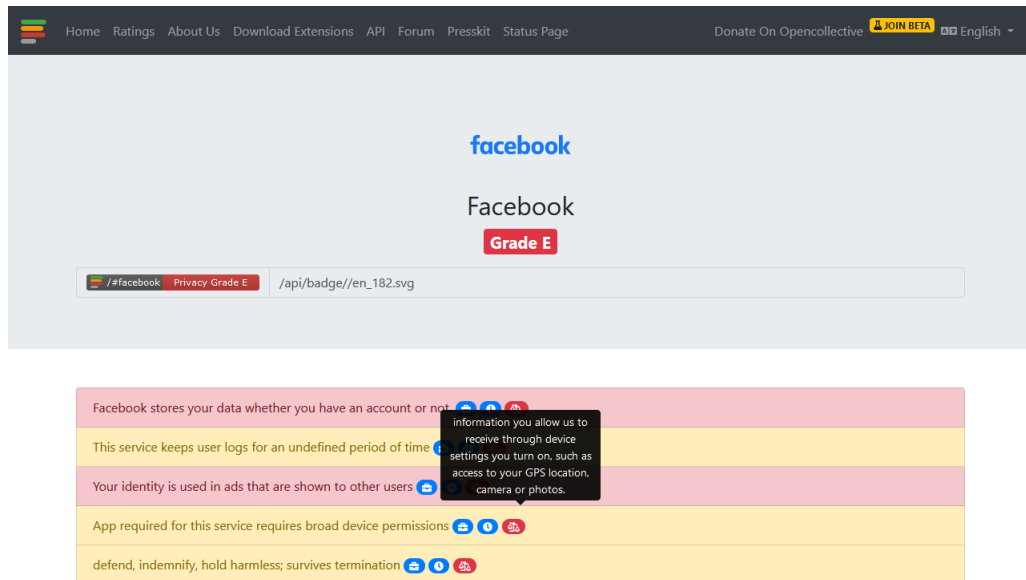 Home Ratings About Us Download Extensions API Forum Presskit Status Page Donate On Opencollective JOIN BETA English
facebook
Facebook
Grade E
/#facebook Privacy Grade E /api/badge//en_182.svg
Facebook stores your data whether you have an account or not
information you allow us to
receive through device
settings you turn on, such as
access to your GPS location,
camera or photos.
This service keeps user logs for an undefined period of time
Your identity is used in ads that are shown to other users
App required for this service requires broad device permissions
defend, indemnify, hold harmless; survives termination